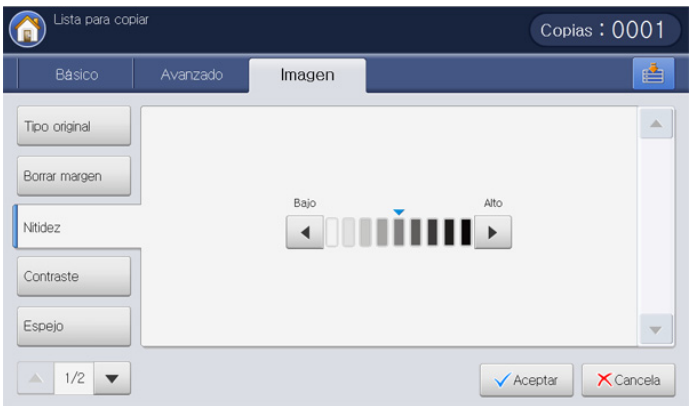 Lista para copiar
Copias : 0001
Básico
Avanzado
Imagen
Tipo original
Borrar margen
Nitidez
Contraste
Espejo
Bajo
Alto
1/2
Aceptar
Cancela